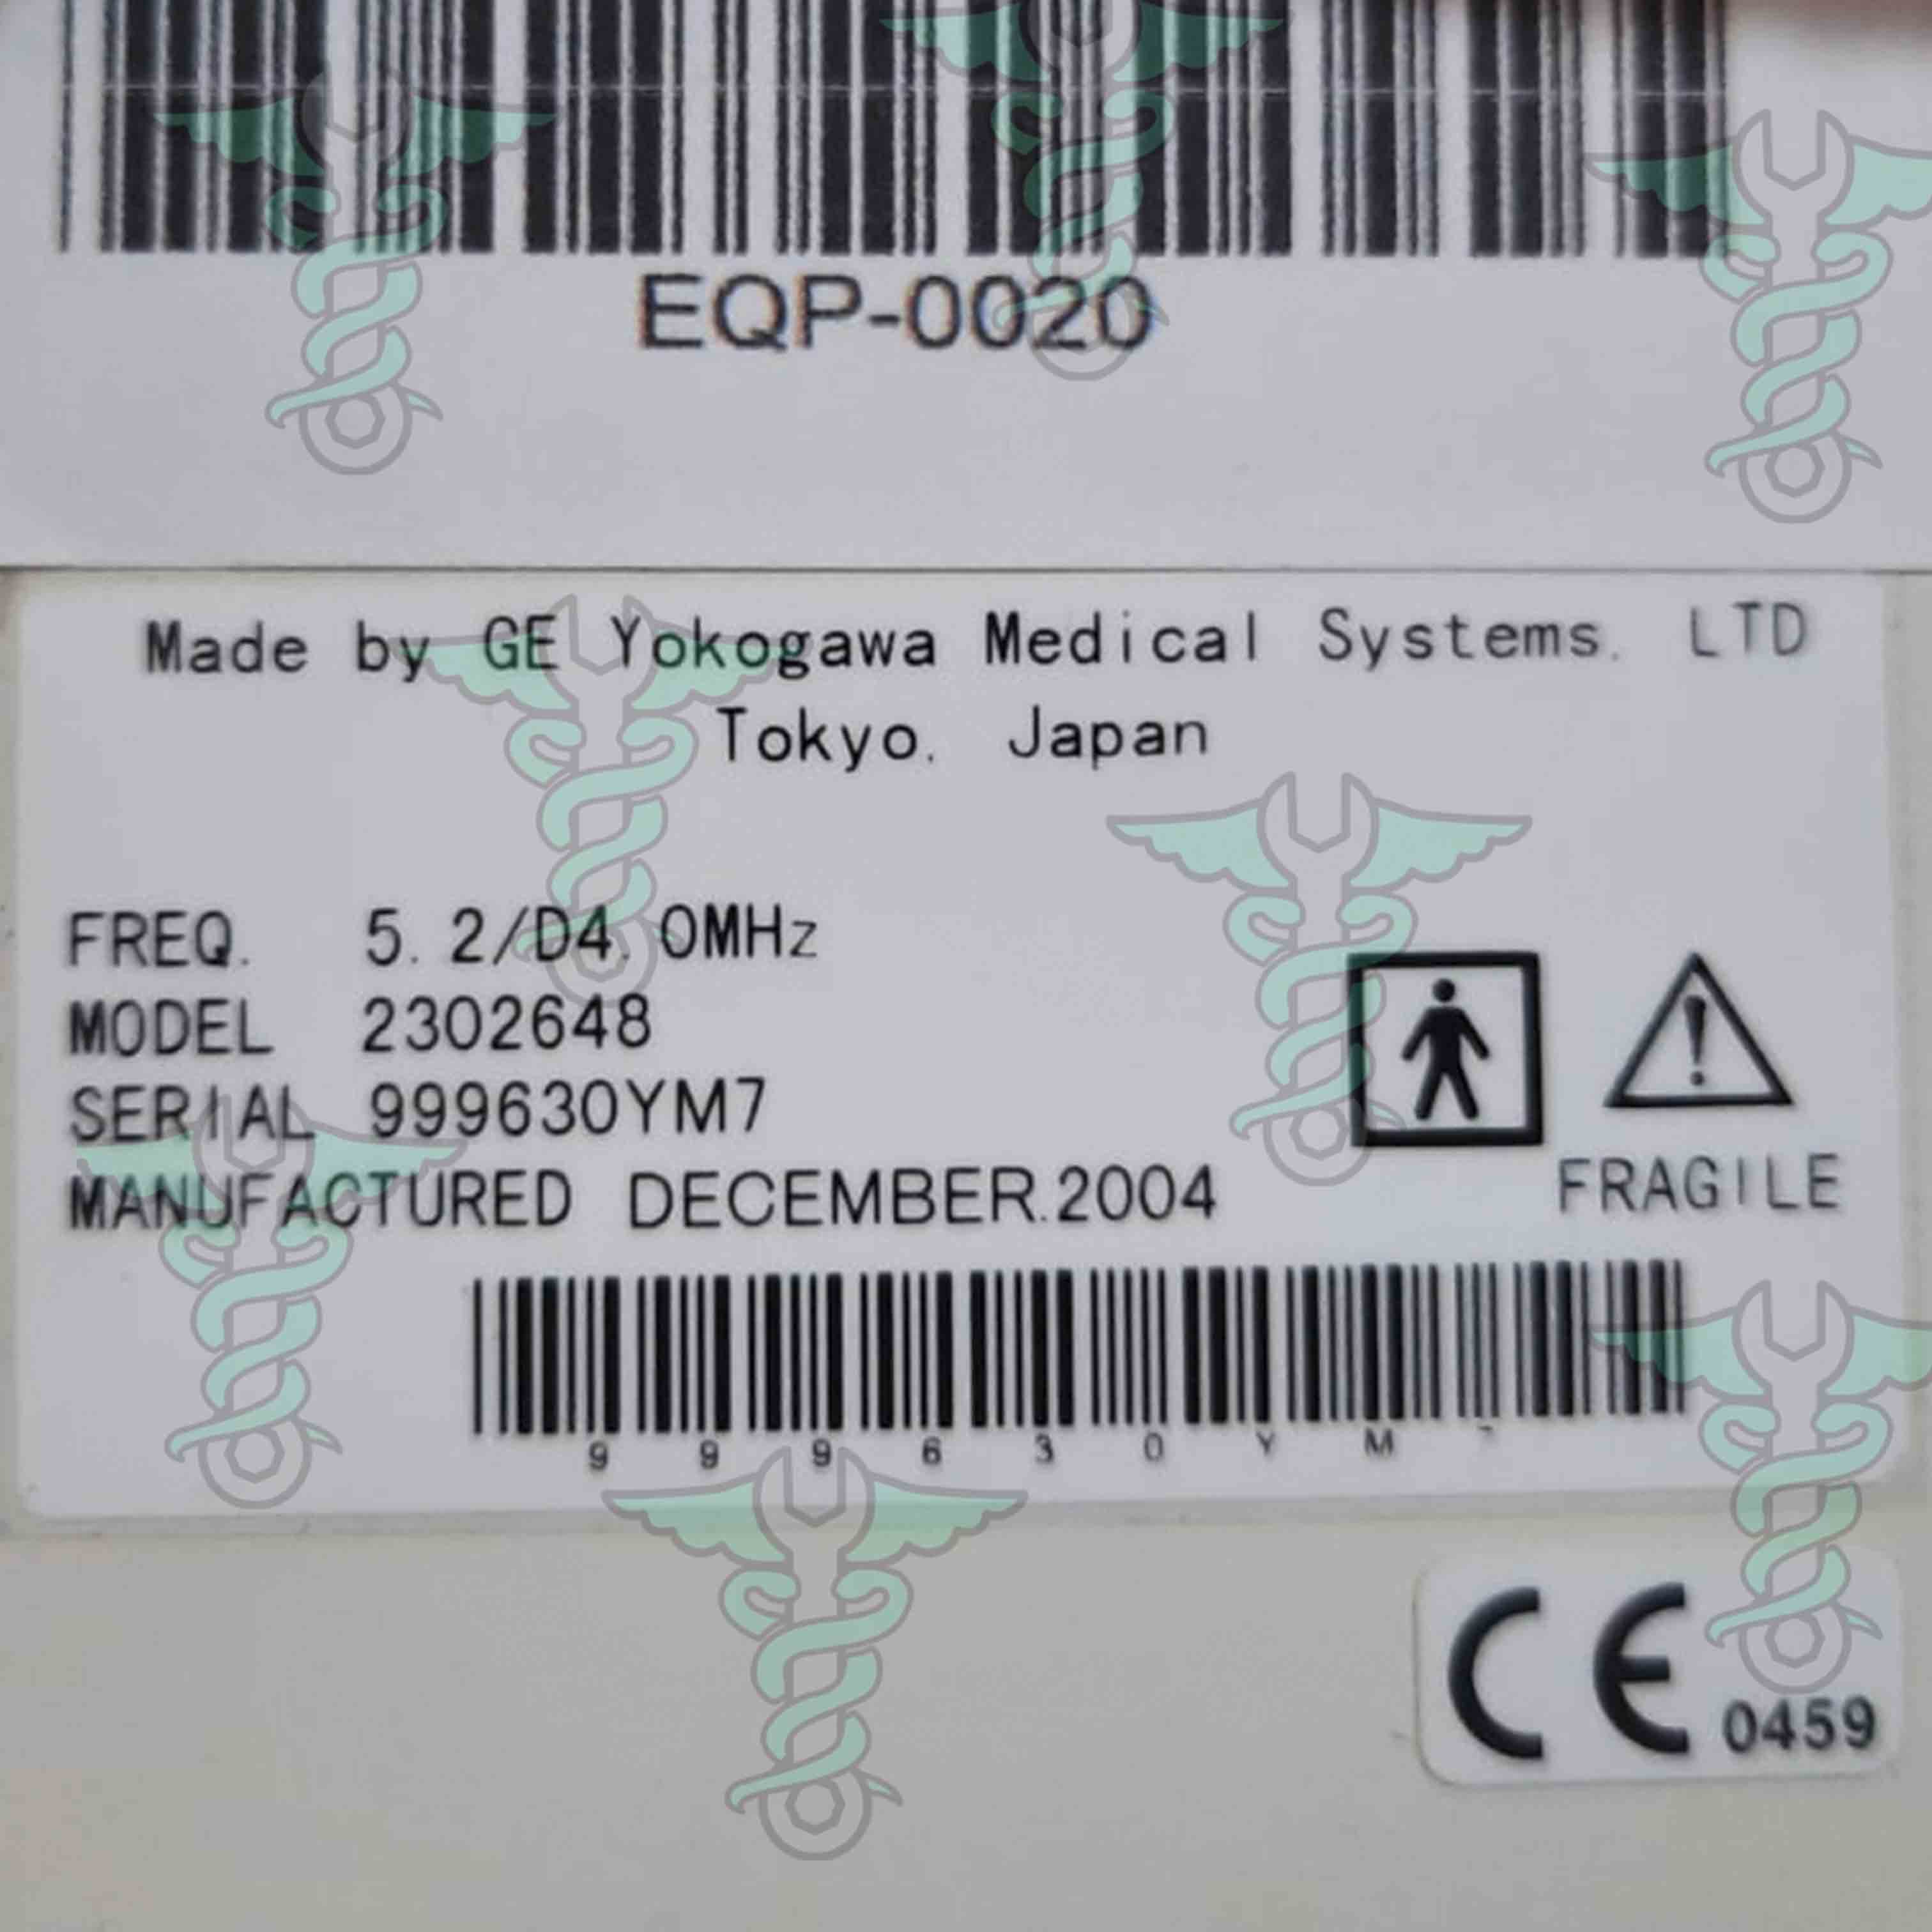 EQP-0020
Made by GE Yokogawa Medical Systems. LTD
Tokyo. Japan
FREQ. 5.2/D4.0MHz
MODEL 2302648
SERIAL 999630YM7
MANUFACTURED DECEMBER.2004
FRAGILE
999630YM
CE 0459